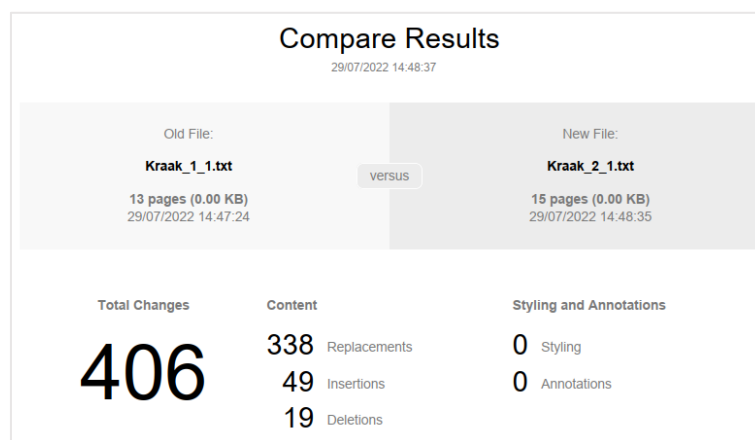 Compare Results
29/07/2022 14:48:37
Old File:
Kraak_1_1.txt
13 pages (0.00 KB)
29/07/2022 14:47:24
versus
New File:
Kraak_2_1.txt
15 pages (0.00 KB)
29/07/2022 14:48:35
Total Changes
406
Content
338 Replacements
49 Insertions
19 Deletions
Styling and Annotations
0 Styling
0 Annotations